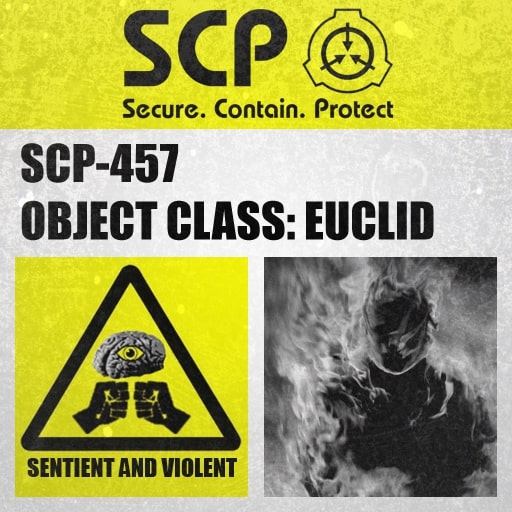 SCP
Secure. Contain. Protect
SCP-457
OBJECT CLASS: EUCLID
SENTIENT AND VIOLENT